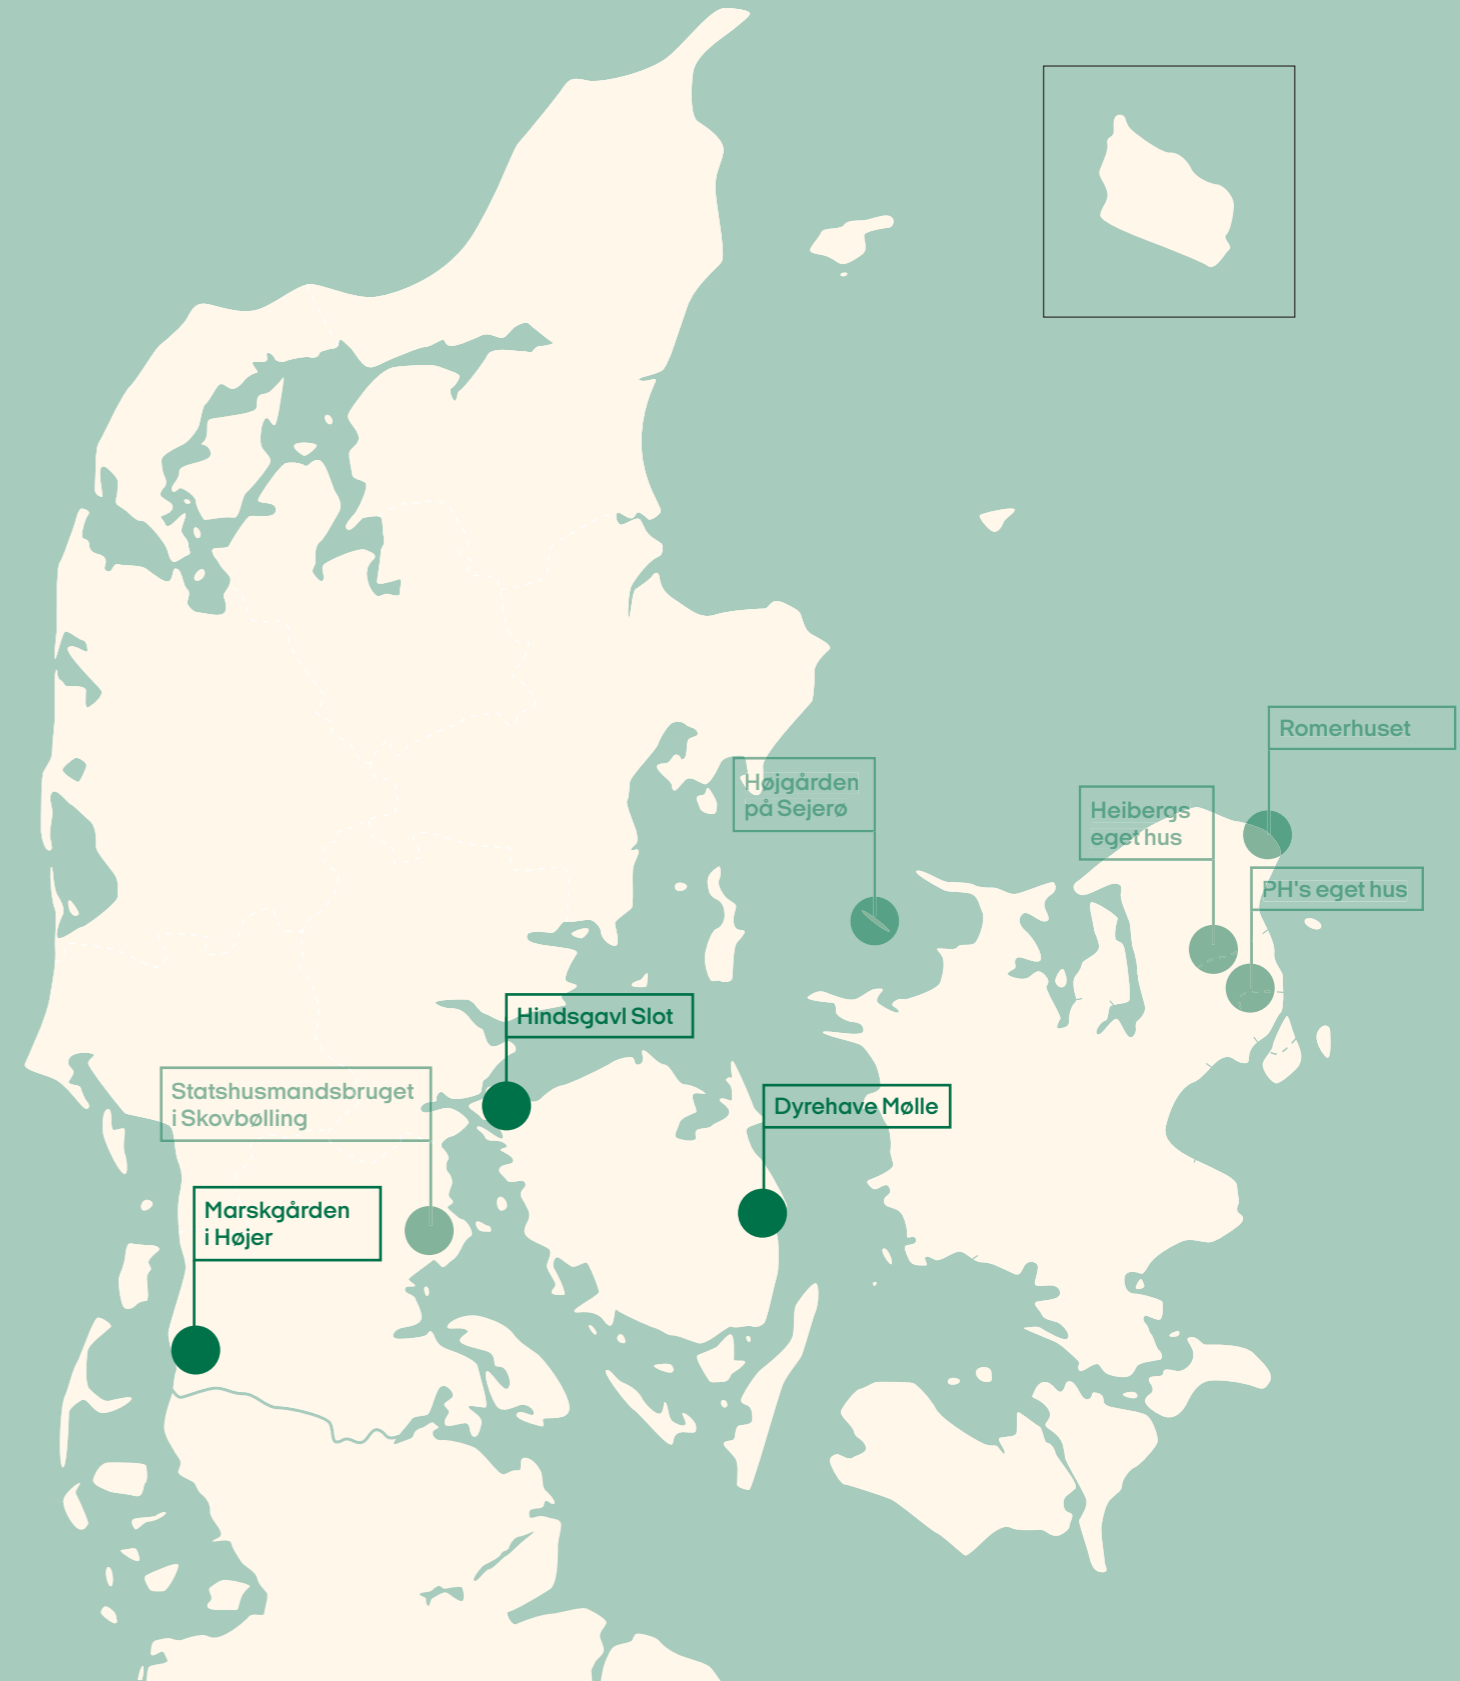 Romerhuset
Højgården
på Sejerø
Heibergs
eget hus
PH's eget hus
Hindsgavl Slot
Statshusmandsbruget
i Skovbølling
Dyrehave Mølle
Marskgården
i Højer